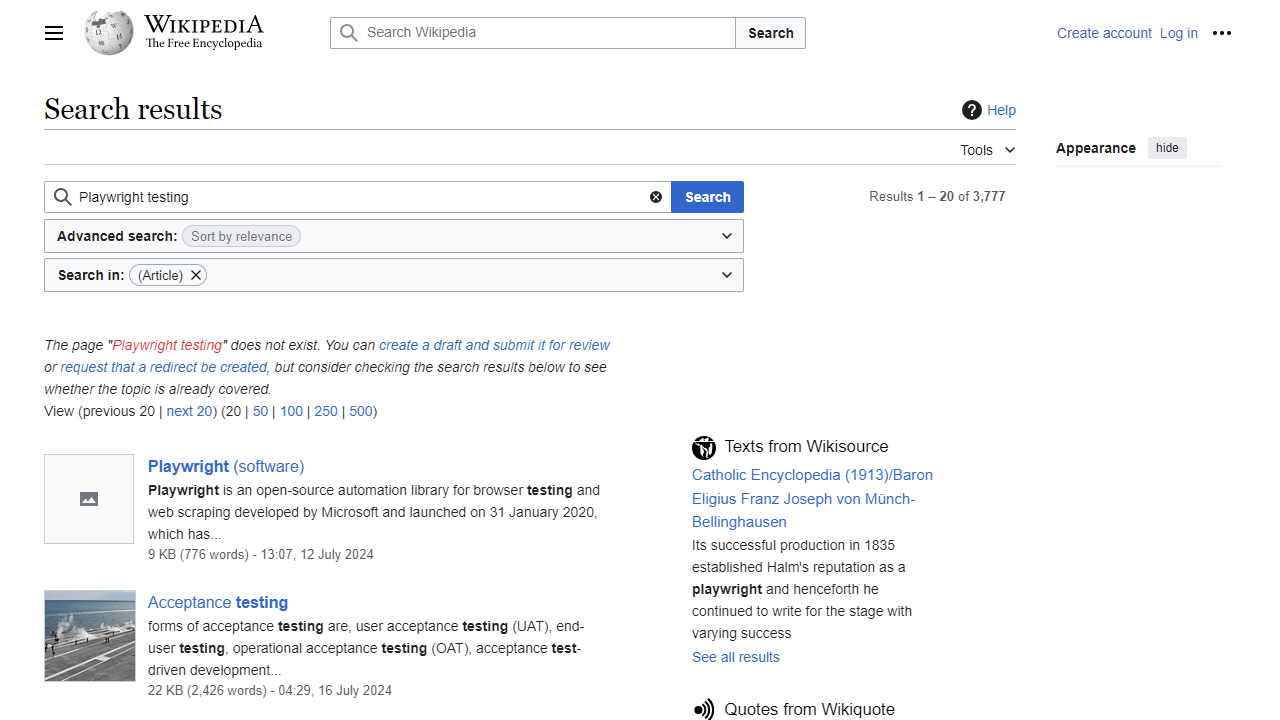 WIKIPEDIA
The Free Encyclopedia
Search Wikipedia
Search
Create account
Log in
Search results
Help
Tools
Appearance
hide
Playwright testing
Search
Results 1 – 20 of 3,777
Advanced search:
Sort by relevance
Search in:
(Article)
The page "Playwright testing" does not exist. You can create a draft and submit it for review
or request that a redirect be created, but consider checking the search results below to see
whether the topic is already covered.
View (previous 20 | next 20) (20 | 50 | 100 | 250 | 500)
Playwright (software)
Playwright is an open-source automation library for browser testing and
web scraping developed by Microsoft and launched on 31 January 2020,
which has...
9 KB (776 words) - 13:07, 12 July 2024
Acceptance testing
forms of acceptance testing are, user acceptance testing (UAT), end-
user testing, operational acceptance testing (OAT), acceptance test-
driven development...
22 KB (2,426 words) - 04:29, 16 July 2024
Texts from Wikisource
Catholic Encyclopedia (1913)/Baron
Eligius Franz Joseph von Münch-
Bellinghausen
Its successful production in 1835
established Halm's reputation as a
playwright and henceforth he
continued to write for the stage with
varying success
See all results
Quotes from Wikiquote